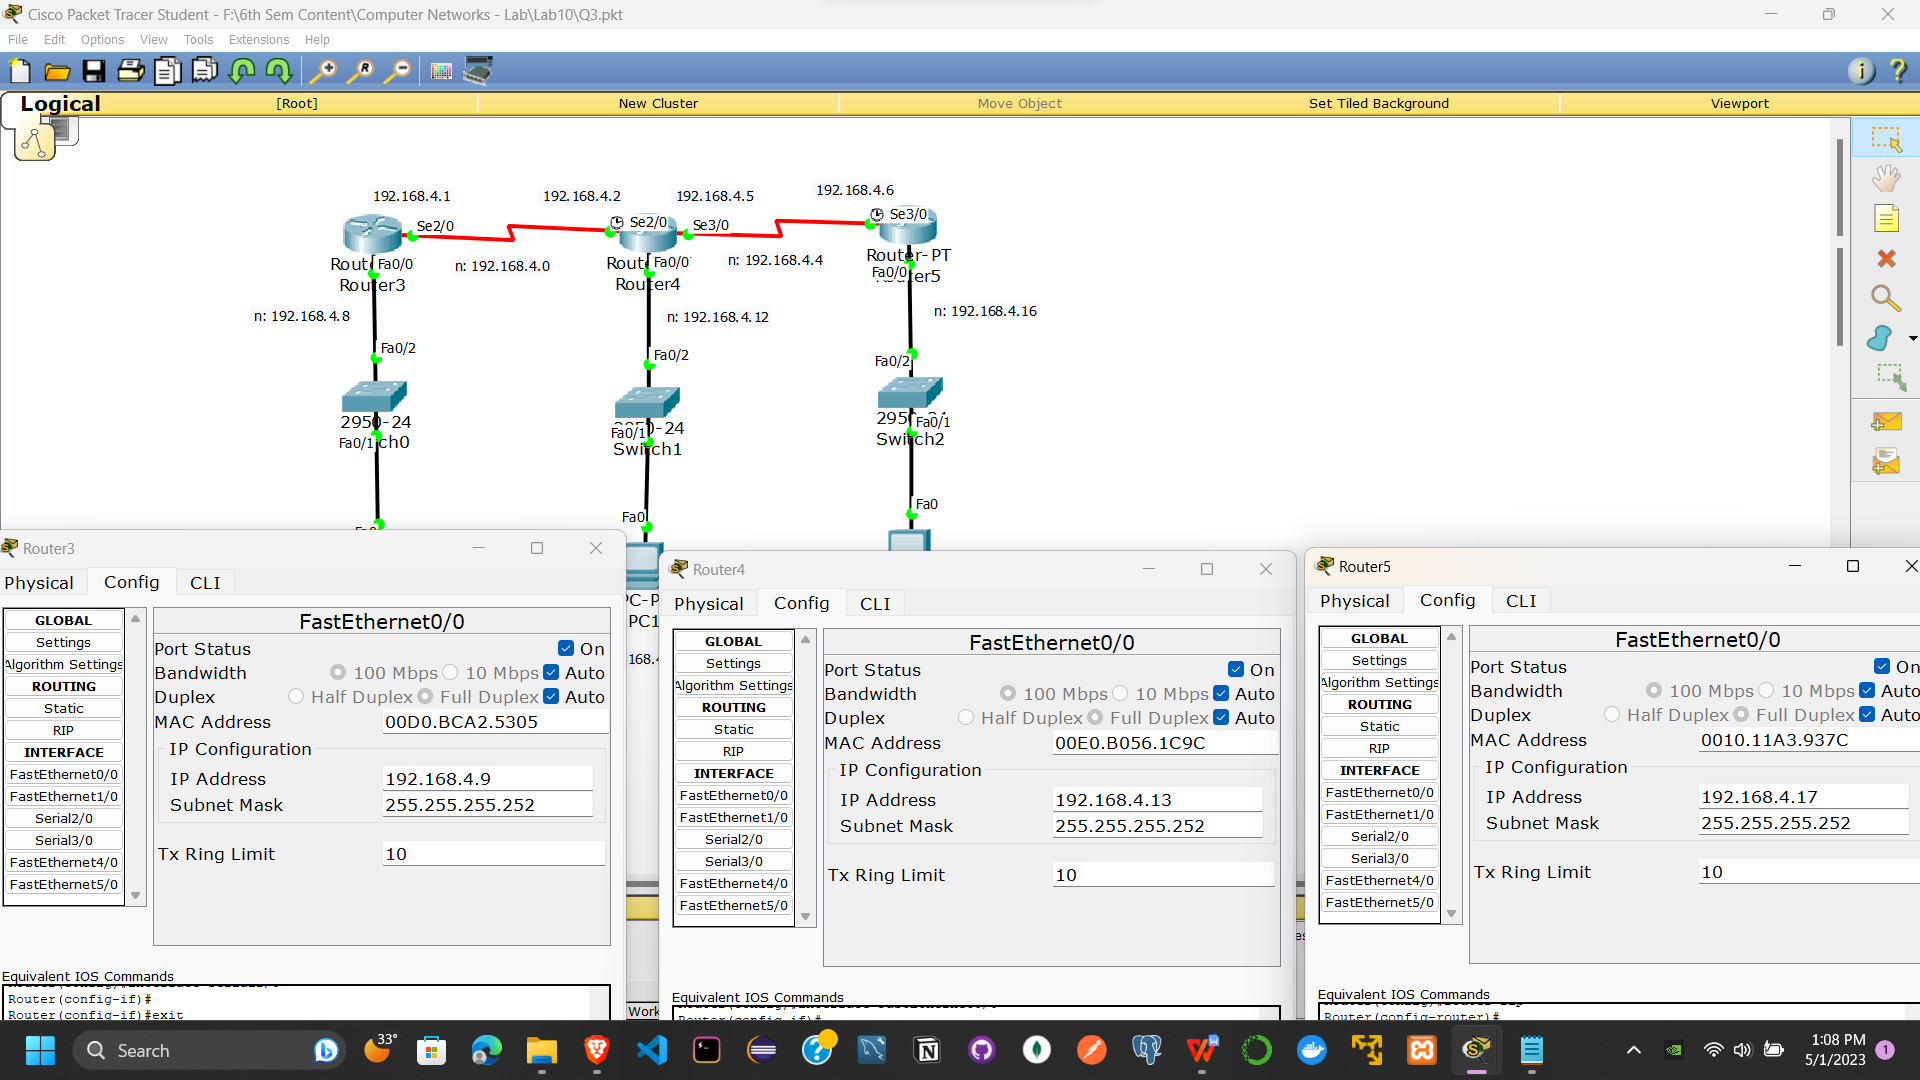 Cisco Packet Tracer Student - F:\6th Sem Content\Computer Networks - Lab\Lab10\Q3.pkt
File Edit Options View Tools Extensions Help
Logical [Root] New Cluster Move Object Set Tiled Background Viewport
192.168.4.1 192.168.4.2 192.168.4.5 192.168.4.6
Se2/0 Se2/0 Se3/0 Se3/0
Fa0/0 Fa0/0 Router-PT
Router3 Router4 Fa0/0
n: 192.168.4.0 n: 192.168.4.4
n: 192.168.4.8 n: 192.168.4.12 n: 192.168.4.16
Fa0/2 Fa0/2 Fa0/2
2950-24
Fa0/1 Fa0/1 Fa0/1
Switch1 Switch2
Fa0 Fa0
PC1
Router3
Physical Config CLI
GLOBAL
Settings
Algorithm Settings
ROUTING
Static
RIP
INTERFACE
FastEthernet0/0
FastEthernet1/0
Serial2/0
Serial3/0
FastEthernet4/0
FastEthernet5/0
FastEthernet0/0
Port Status On
Bandwidth 100 Mbps 10 Mbps Auto
Duplex Half Duplex Full Duplex Auto
MAC Address 00D0.BCA2.5305
IP Configuration
IP Address 192.168.4.9
Subnet Mask 255.255.255.252
Tx Ring Limit 10
Equivalent IOS Commands
Router(config-if)#
Router(config-if)#exit
Router4
Physical Config CLI
GLOBAL
Settings
Algorithm Settings
ROUTING
Static
RIP
INTERFACE
FastEthernet0/0
FastEthernet1/0
Serial2/0
Serial3/0
FastEthernet4/0
FastEthernet5/0
FastEthernet0/0
Port Status On
Bandwidth 100 Mbps 10 Mbps Auto
Duplex Half Duplex Full Duplex Auto
MAC Address 00E0.B056.1C9C
IP Configuration
IP Address 192.168.4.13
Subnet Mask 255.255.255.252
Tx Ring Limit 10
Equivalent IOS Commands
Router(config-if)#
Router5
Physical Config CLI
GLOBAL
Settings
Algorithm Settings
ROUTING
Static
RIP
INTERFACE
FastEthernet0/0
FastEthernet1/0
Serial2/0
Serial3/0
FastEthernet4/0
FastEthernet5/0
FastEthernet0/0
Port Status On
Bandwidth 100 Mbps 10 Mbps Auto
Duplex Half Duplex Full Duplex Auto
MAC Address 0010.11A3.937C
IP Configuration
IP Address 192.168.4.17
Subnet Mask 255.255.255.252
Tx Ring Limit 10
Equivalent IOS Commands
Router(config-router)#
Search 33° 1:08 PM
5/1/2023 1